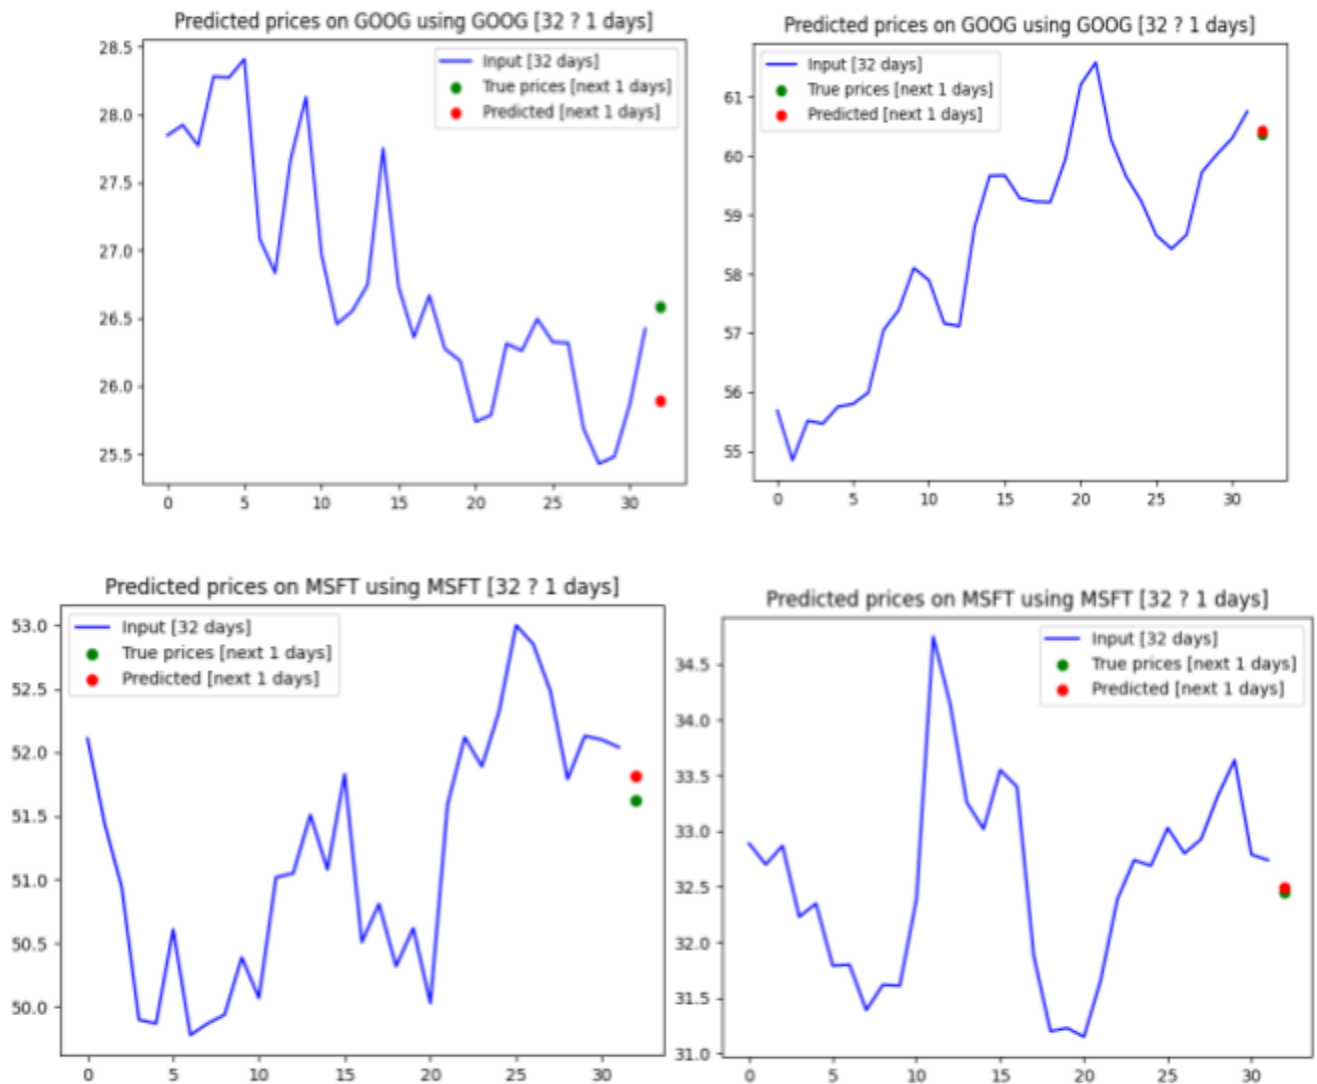 Predicted prices on GOOG using GOOG [32 ? 1 days]
28.5
28.0
27.5
27.0
26.5
26.0
25.5
Input [32 days]
True prices [next 1 days]
Predicted [next 1 days]
0 5 10 15 20 25 30
Predicted prices on GOOG using GOOG [32 ? 1 days]
61
60
59
58
57
56
55
Input [32 days]
True prices [next 1 days]
Predicted [next 1 days]
0 5 10 15 20 25 30
Predicted prices on MSFT using MSFT [32 ? 1 days]
53.0
52.5
52.0
51.5
51.0
50.5
50.0
Input [32 days]
True prices [next 1 days]
Predicted [next 1 days]
0 5 10 15 20 25 30
Predicted prices on MSFT using MSFT [32 ? 1 days]
34.5
34.0
33.5
33.0
32.5
32.0
31.5
31.0
Input [32 days]
True prices [next 1 days]
Predicted [next 1 days]
0 5 10 15 20 25 30